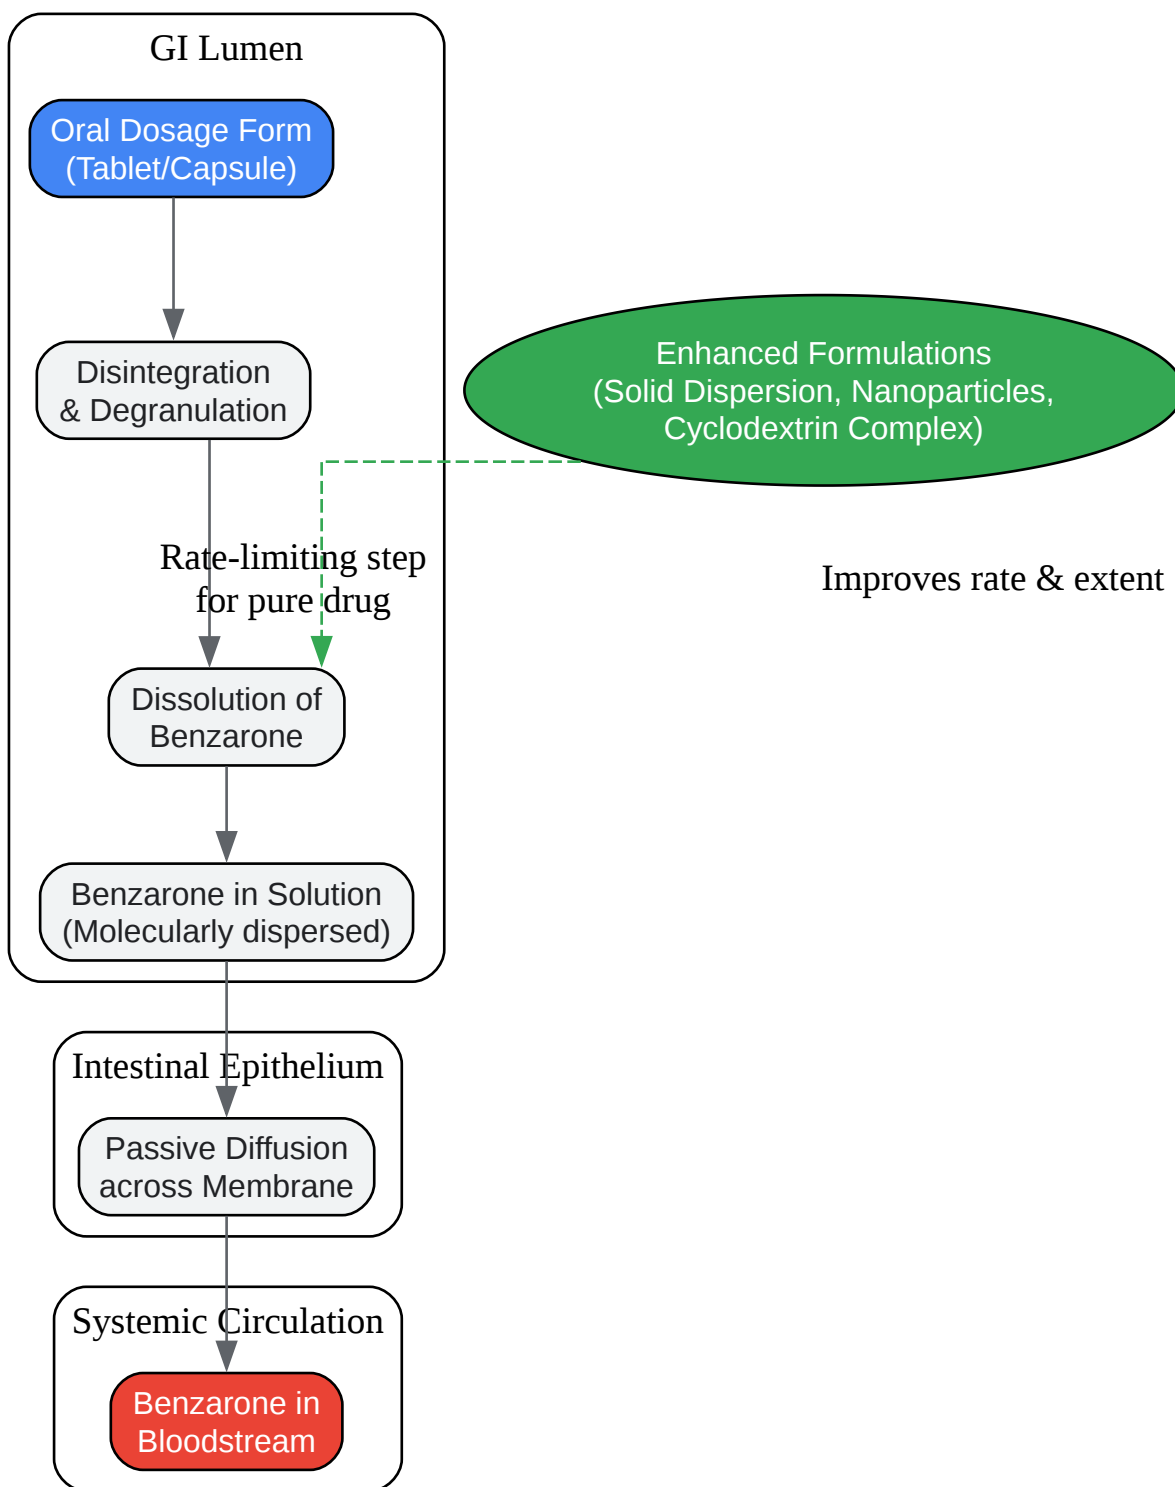 GI Lumen
Oral Dosage Form
(Tablet/Capsule)
Disintegration
& Degranulation
Enhanced Formulations
(Solid Dispersion, Nanoparticles,
Cyclodextrin Complex)
Rate-limiting step
for pure drug
Improves rate & extent
Dissolution of
Benzarone
Benzarone in Solution
(Molecularly dispersed)
Intestinal Epithelium
Passive Diffusion
across Membrane
Systemic Circulation
Benzarone in
Bloodstream